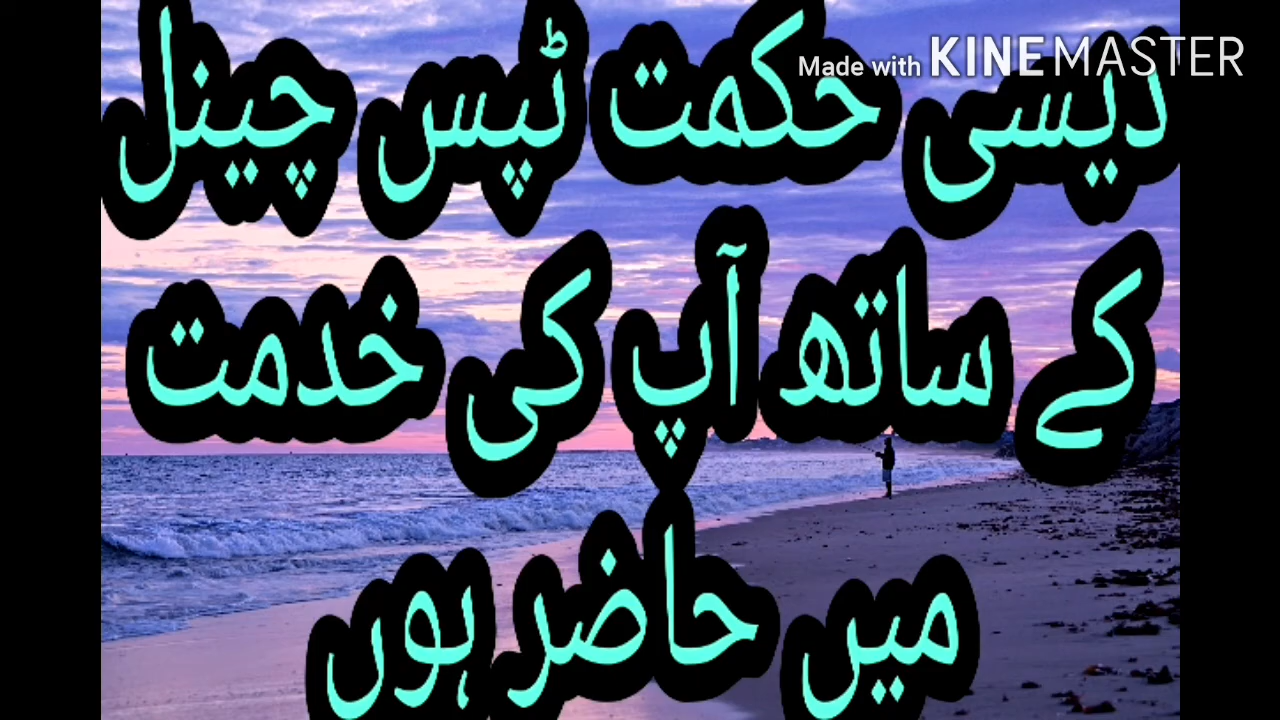 Made with KINEMASTER
دیسی حکمت ٹپس چینل
کے ساتھ آپ کی خدمت
میں حاضر ہوں